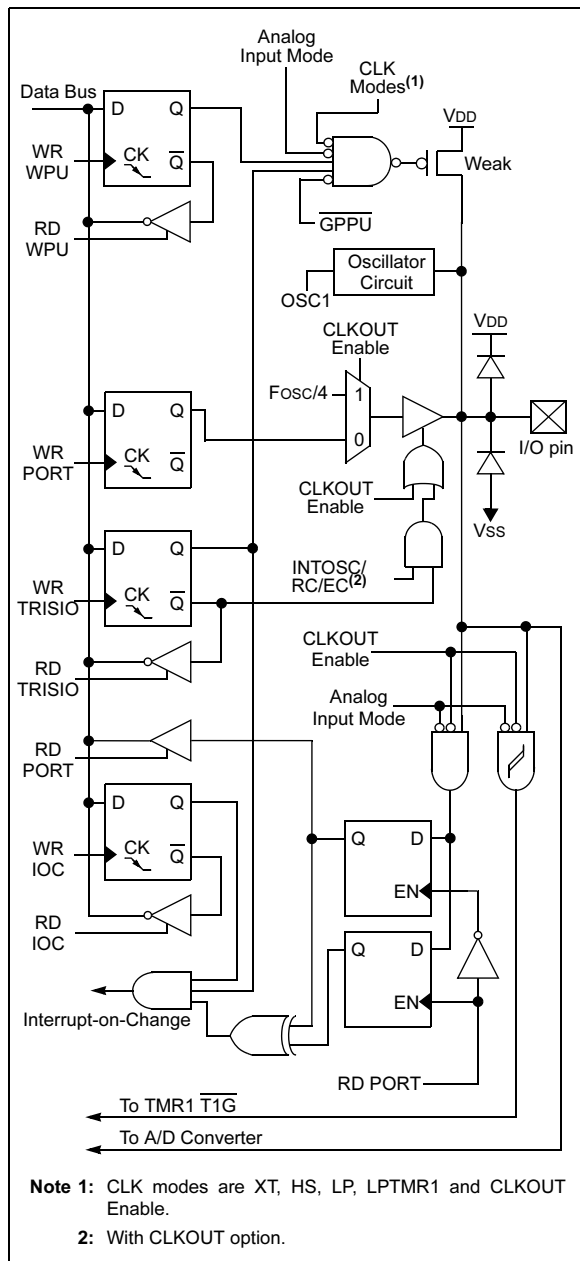 Analog
Input Mode
CLK
Modes(1)
Data Bus
D
Q
VDD
WR
WPU
CK
Q
Weak
RD
WPU
GPPU
Oscillator
Circuit
OSC1
CLKOUT
Enable
VDD
FOSC/4
1
D
Q
0
I/O pin
WR
PORT
CK
Q
CLKOUT
Enable
VSS
D
Q
INTOSC/
RC/EC(2)
WR
TRISIO
CK
Q
CLKOUT
Enable
RD
TRISIO
Analog
Input Mode
RD
PORT
D
Q
WR
IOC
CK
Q
Q
D
EN
RD
IOC
Q
D
EN
Interrupt-on-Change
RD PORT
To TMR1 T1G
To A/D Converter
Note 1: CLK modes are XT, HS, LP, LPTMR1 and CLKOUT
Enable.
2: With CLKOUT option.